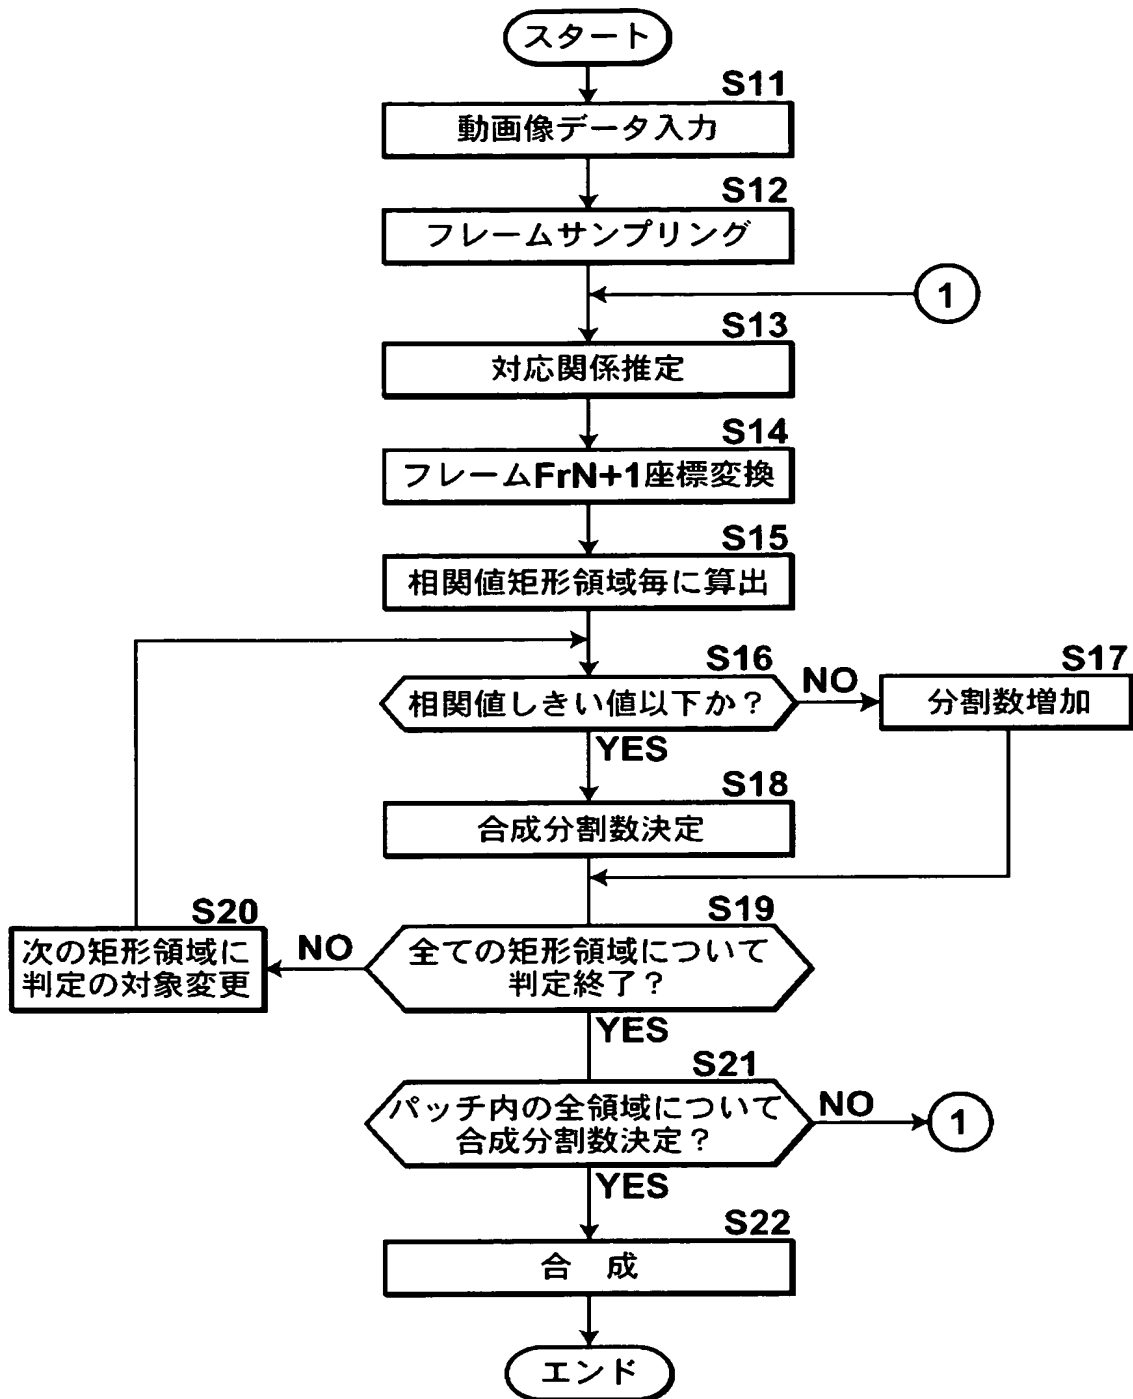 スタート
S11
動画像データ入力
S12
フレームサンプリング
1
S13
対応関係推定
S14
フレームFrN+1座標変換
S15
相関値矩形領域毎に算出
S16
相関値しきい値以下か？
NO
S17
分割数増加
YES
S18
合成分割数決定
S19
全ての矩形領域について
判定終了？
NO
S20
次の矩形領域に
判定の対象変更
YES
S21
パッチ内の全領域について
合成分割数決定？
NO
1
YES
S22
合　成
エンド